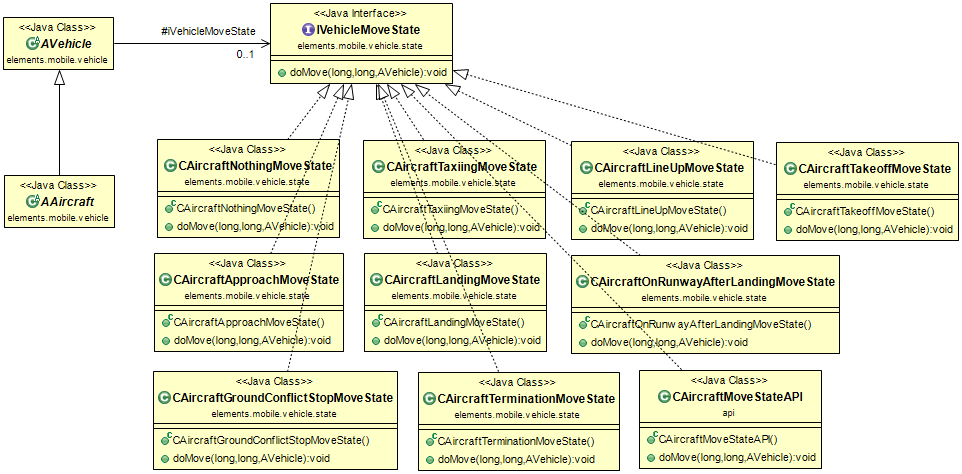 <<Java Class>>
AVehicle
elements.mobile.vehicle
#iVehicleMoveState
0..1
<<Java Interface>>
IVehicleMoveState
elements.mobile.vehicle.state
doMove(long,long,AVehicle):void
<<Java Class>>
AAircraft
elements.mobile.vehicle
<<Java Class>>
CAircraftNothingMoveState
elements.mobile.vehicle.state
CAircraftNothingMoveState()
doMove(long,long,AVehicle):void
<<Java Class>>
CAircraftTaxiingMoveState
elements.mobile.vehicle.state
CAircraftTaxiingMoveState()
doMove(long,long,AVehicle):void
<<Java Class>>
CAircraftLineUpMoveState
elements.mobile.vehicle.state
CAircraftLineUpMoveState()
doMove(long,long,AVehicle):void
<<Java Class>>
CAircraftTakeoffMoveState
elements.mobile.vehicle.state
CAircraftTakeoffMoveState()
doMove(long,long,AVehicle):void
<<Java Class>>
CAircraftApproachMoveState
elements.mobile.vehicle.state
CAircraftApproachMoveState()
doMove(long,long,AVehicle):void
<<Java Class>>
CAircraftLandingMoveState
elements.mobile.vehicle.state
CAircraftLandingMoveState()
doMove(long,long,AVehicle):void
<<Java Class>>
CAircraftOnRunwayAfterLandingMoveState
elements.mobile.vehicle.state
CAircraftOnRunwayAfterLandingMoveState()
doMove(long,long,AVehicle):void
<<Java Class>>
CAircraftGroundConflictStopMoveState
elements.mobile.vehicle.state
CAircraftGroundConflictStopMoveState()
doMove(long,long,AVehicle):void
<<Java Class>>
CAircraftTerminationMoveState
elements.mobile.vehicle.state
CAircraftTerminationMoveState()
doMove(long,long,AVehicle):void
<<Java Class>>
CAircraftMoveStateAPI
api
CAircraftMoveStateAPI()
doMove(long,long,AVehicle):void